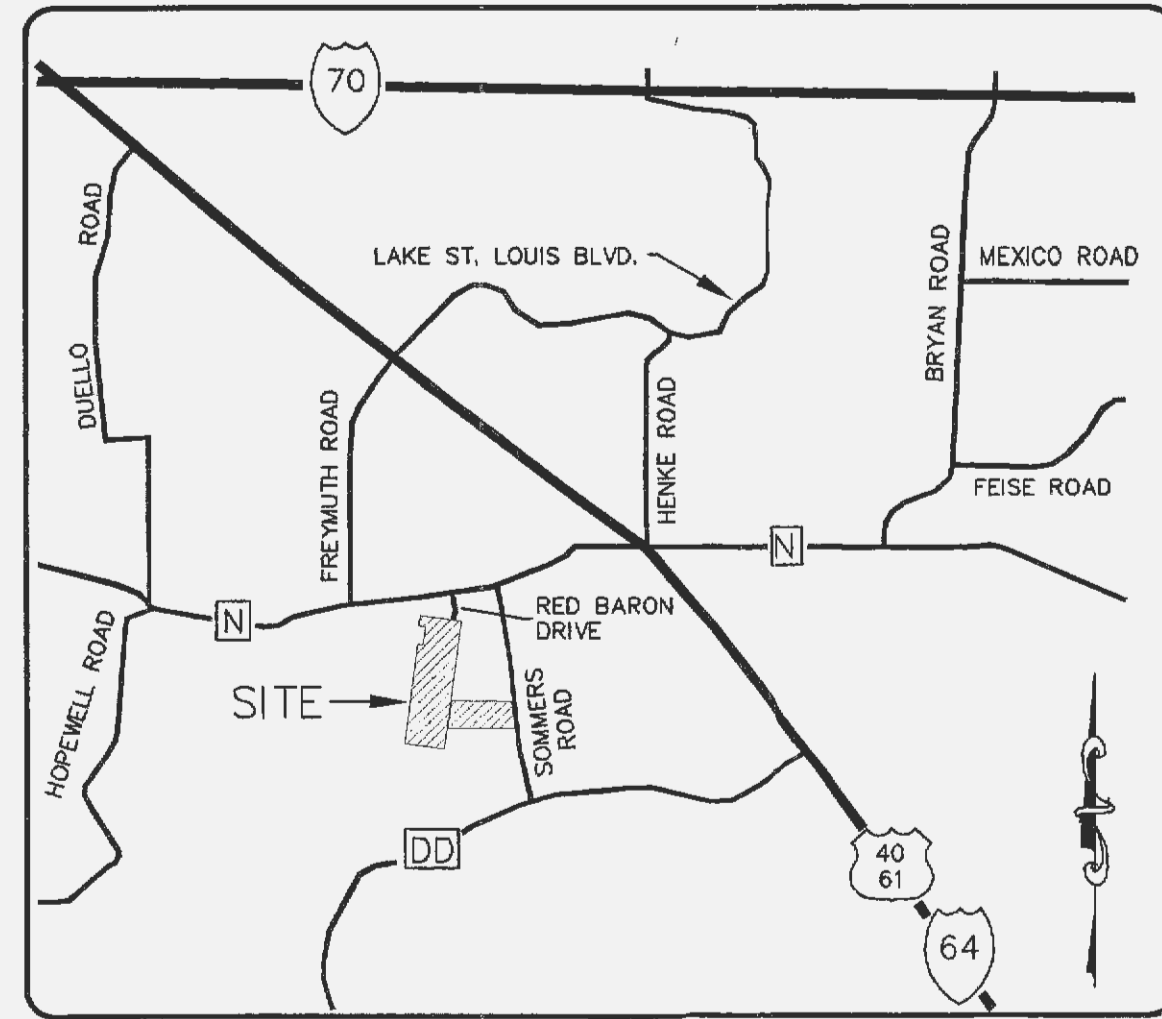 70
ROAD
DUELLO
LAKE ST. LOUIS BLVD.
BRYAN ROAD
MEXICO ROAD
FREYMUTH ROAD
HENKE ROAD
FEISE ROAD
N
N
RED BARON
DRIVE
HOPEWELL ROAD
SITE
SOMMERS
ROAD
DD
40
61
64